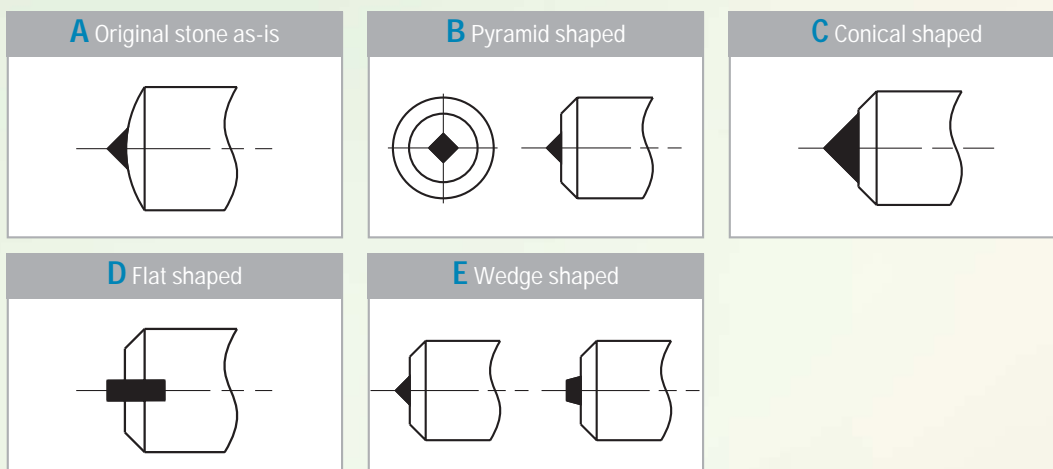 A Original stone as-is
B Pyramid shaped
C Conical shaped
D Flat shaped
E Wedge shaped